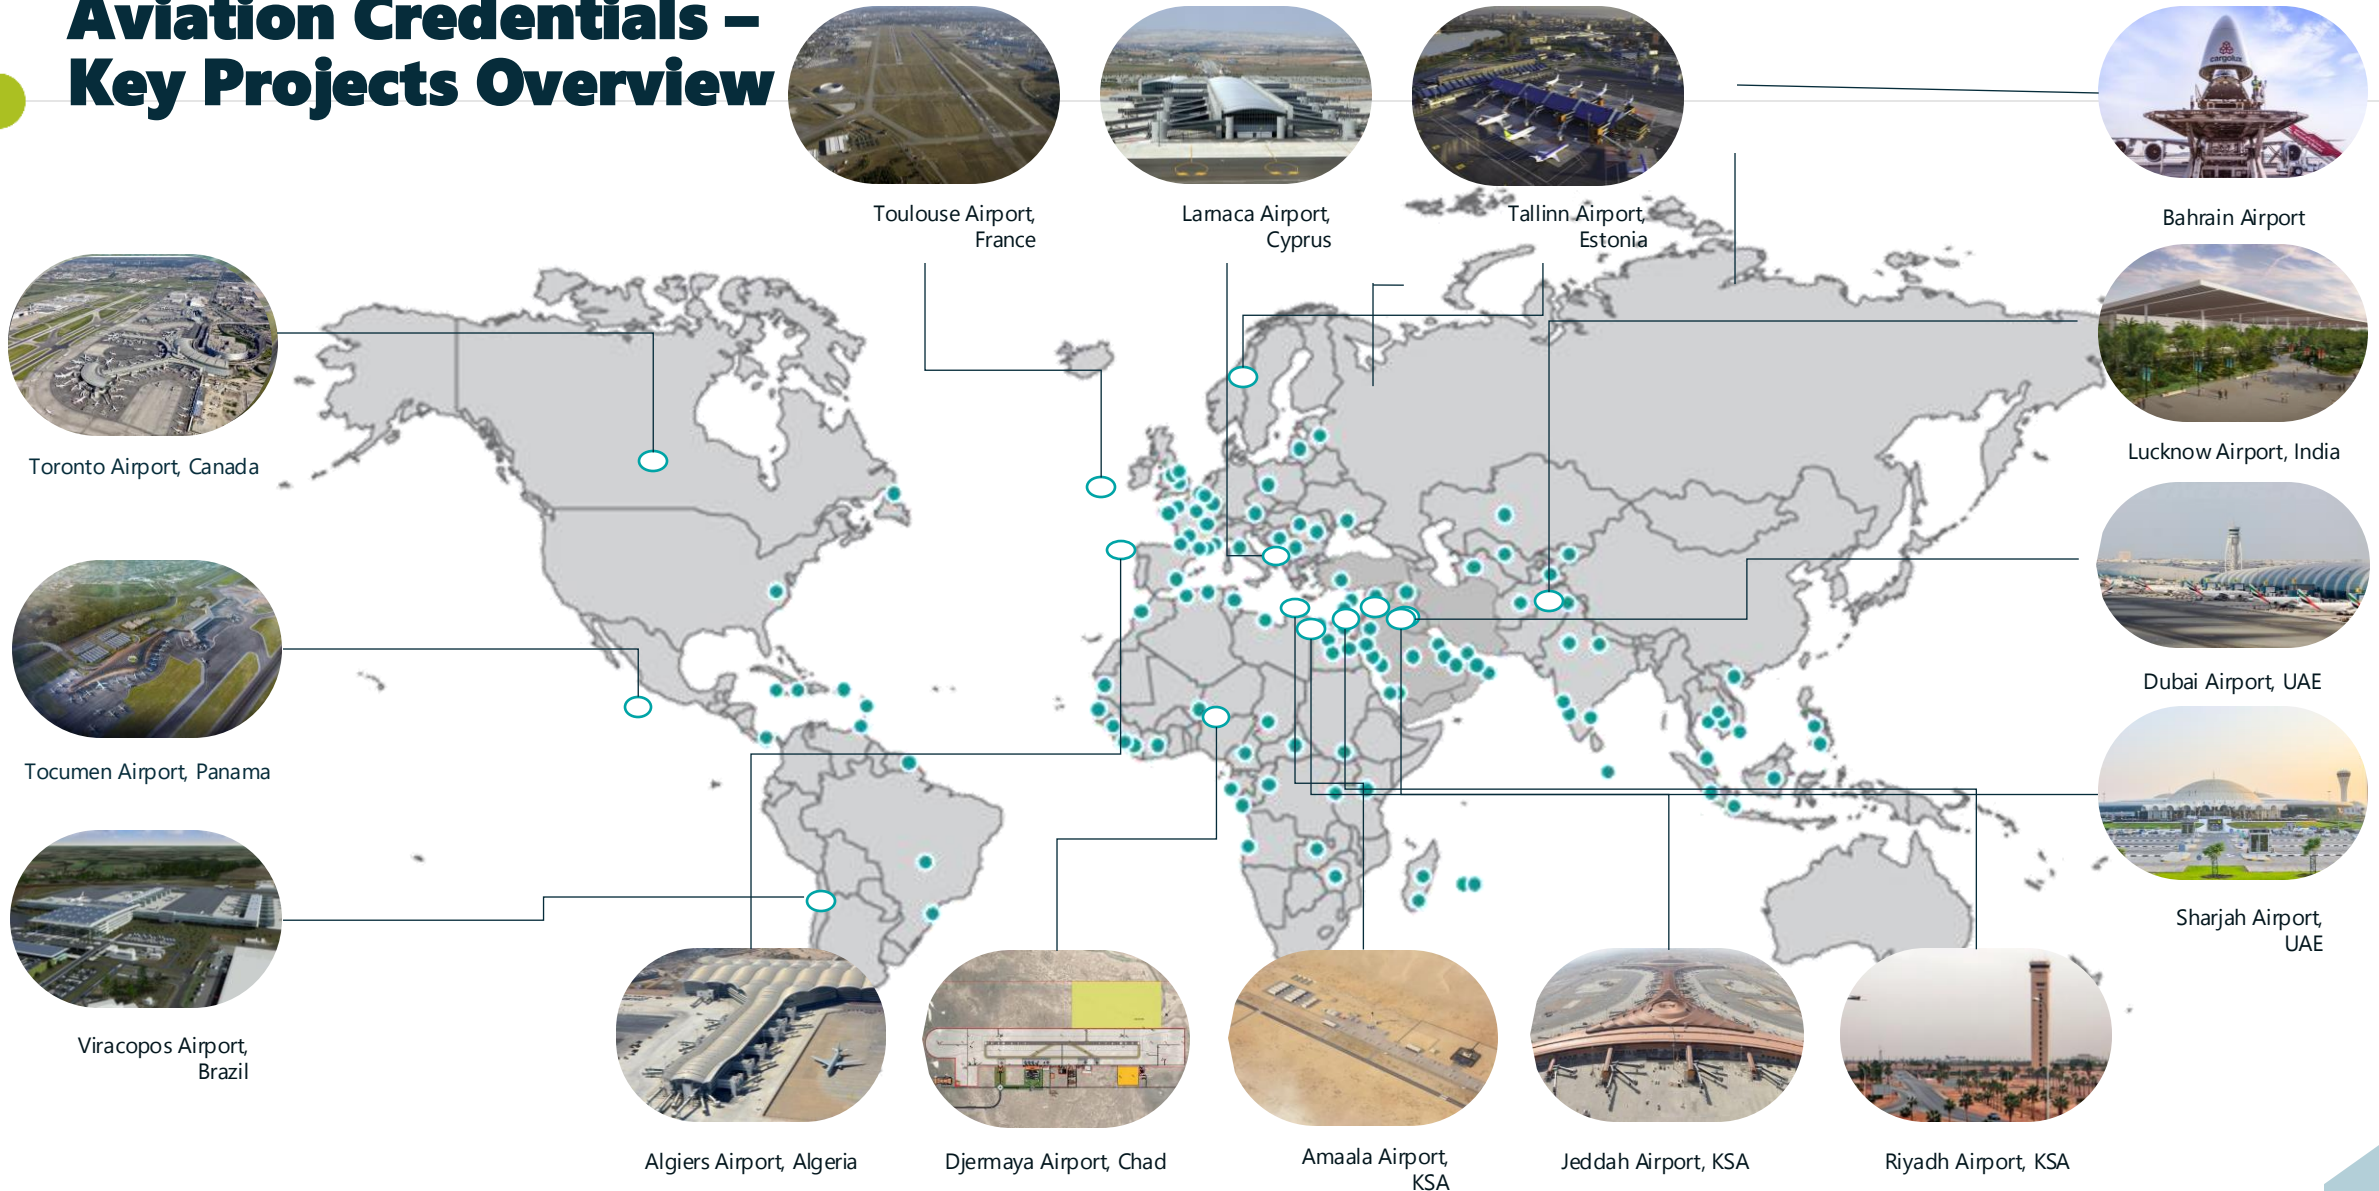 Aviation Credentials –
Key Projects Overview
Toulouse Airport,
France
Larnaca Airport,
Cyprus
Tallinn Airport,
Estonia
cargolux
Bahrain Airport
Toronto Airport, Canada
Lucknow Airport, India
Tocumen Airport, Panama
Dubai Airport, UAE
Viracopos Airport,
Brazil
Sharjah Airport,
UAE
Algiers Airport, Algeria
Djermaya Airport, Chad
Amaala Airport,
KSA
Jeddah Airport, KSA
Riyadh Airport, KSA